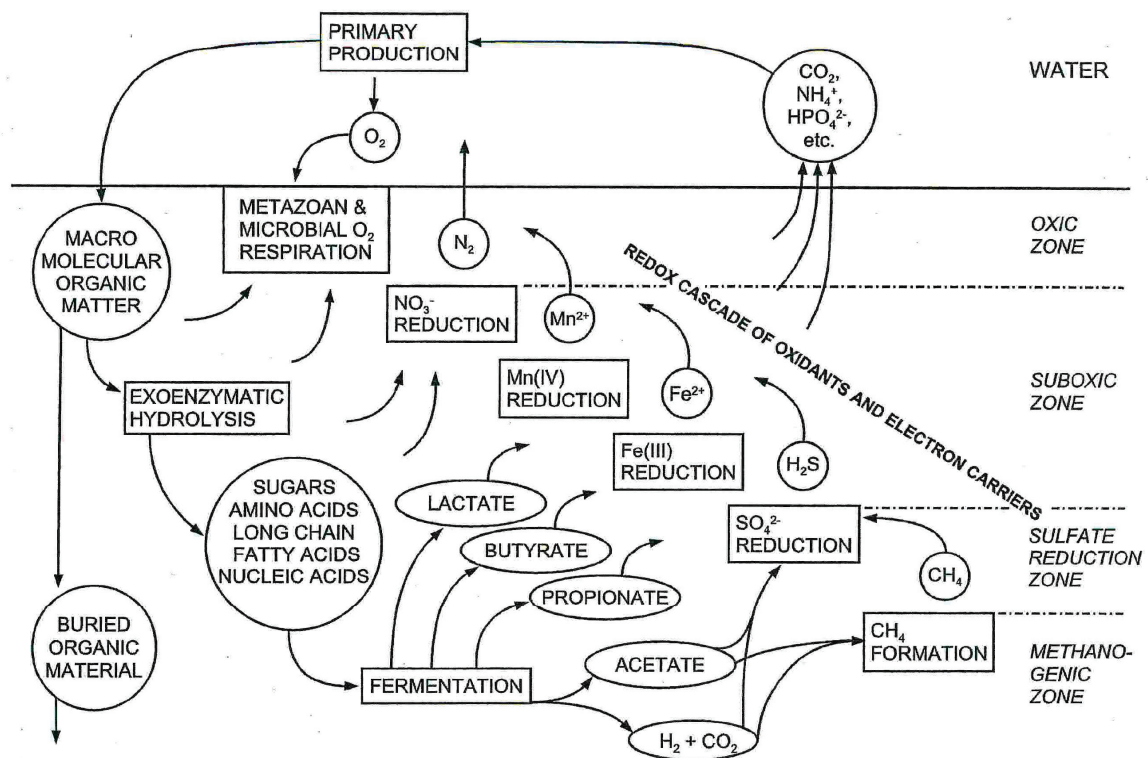 PRIMARY
PRODUCTION
CO₂,
NH₄⁺,
HPO₄²⁻,
etc.
WATER
O₂
METAZOAN &
MICROBIAL O₂
RESPIRATION
MACRO
MOLECULAR
ORGANIC
MATTER
N₂
OXIC
ZONE
REDOX CASCADE OF OXIDANTS AND ELECTRON CARRIERS
NO₃⁻
REDUCTION
Mn²⁺
Mn(IV)
REDUCTION
Fe²⁺
SUBOXIC
ZONE
EXOENZYMATIC
HYDROLYSIS
Fe(III)
REDUCTION
H₂S
SUGARS
AMINO ACIDS
LONG CHAIN
FATTY ACIDS
NUCLEIC ACIDS
LACTATE
BUTYRATE
PROPIONATE
SO₄²⁻
REDUCTION
CH₄
SULFATE
REDUCTION
ZONE
BURIED
ORGANIC
MATERIAL
FERMENTATION
ACETATE
H₂ + CO₂
CH₄
FORMATION
METHANO-
GENIC
ZONE